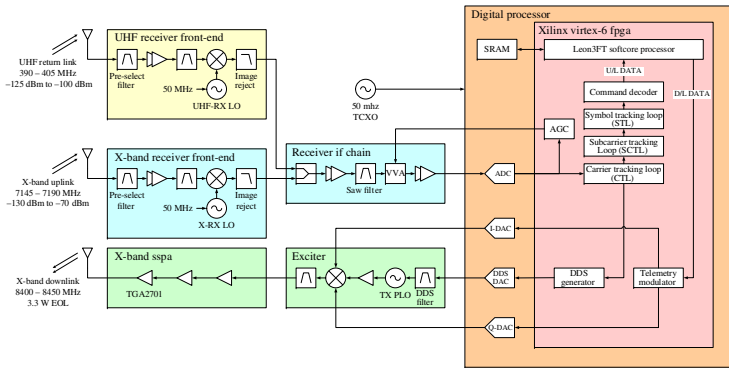 UHF receiver front-end
UHF return link
390 – 405 MHz
–125 dBm to –100 dBm
Pre-select
filter
50 MHz
UHF-RX LO
Image
reject
50 mhz
TCXO
X-band receiver front-end
X-band uplink
7145 – 7190 MHz
–130 dBm to –70 dBm
Pre-select
filter
50 MHz
X-RX LO
Image
reject
Receiver if chain
Saw filter
VVA
X-band sspa
X-band downlink
8400 – 8450 MHz
3.3 W EOL
TGA2701
Exciter
TX PLO
DDS
filter
Digital processor
Xilinx virtex-6 fpga
SRAM
Leon3FT softcore processor
U/L DATA
D/L DATA
Command decoder
Symbol tracking loop
(STL)
Subcarrier tracking
Loop (SCTL)
Carrier tracking loop
(CTL)
AGC
ADC
I-DAC
DDS
DAC
DDS
generator
Telemetry
modulator
Q-DAC